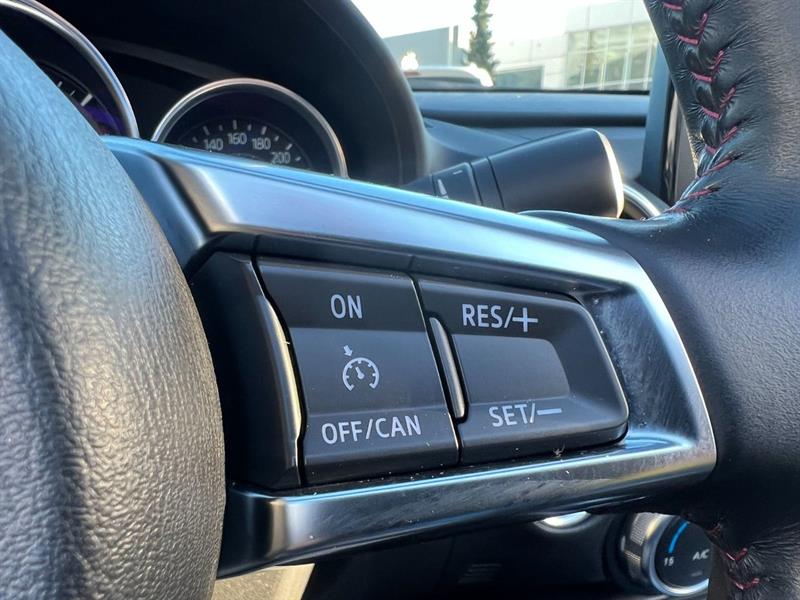 140 160 180 200
ON
RES/+
OFF/CAN
SET/—
15 A/C